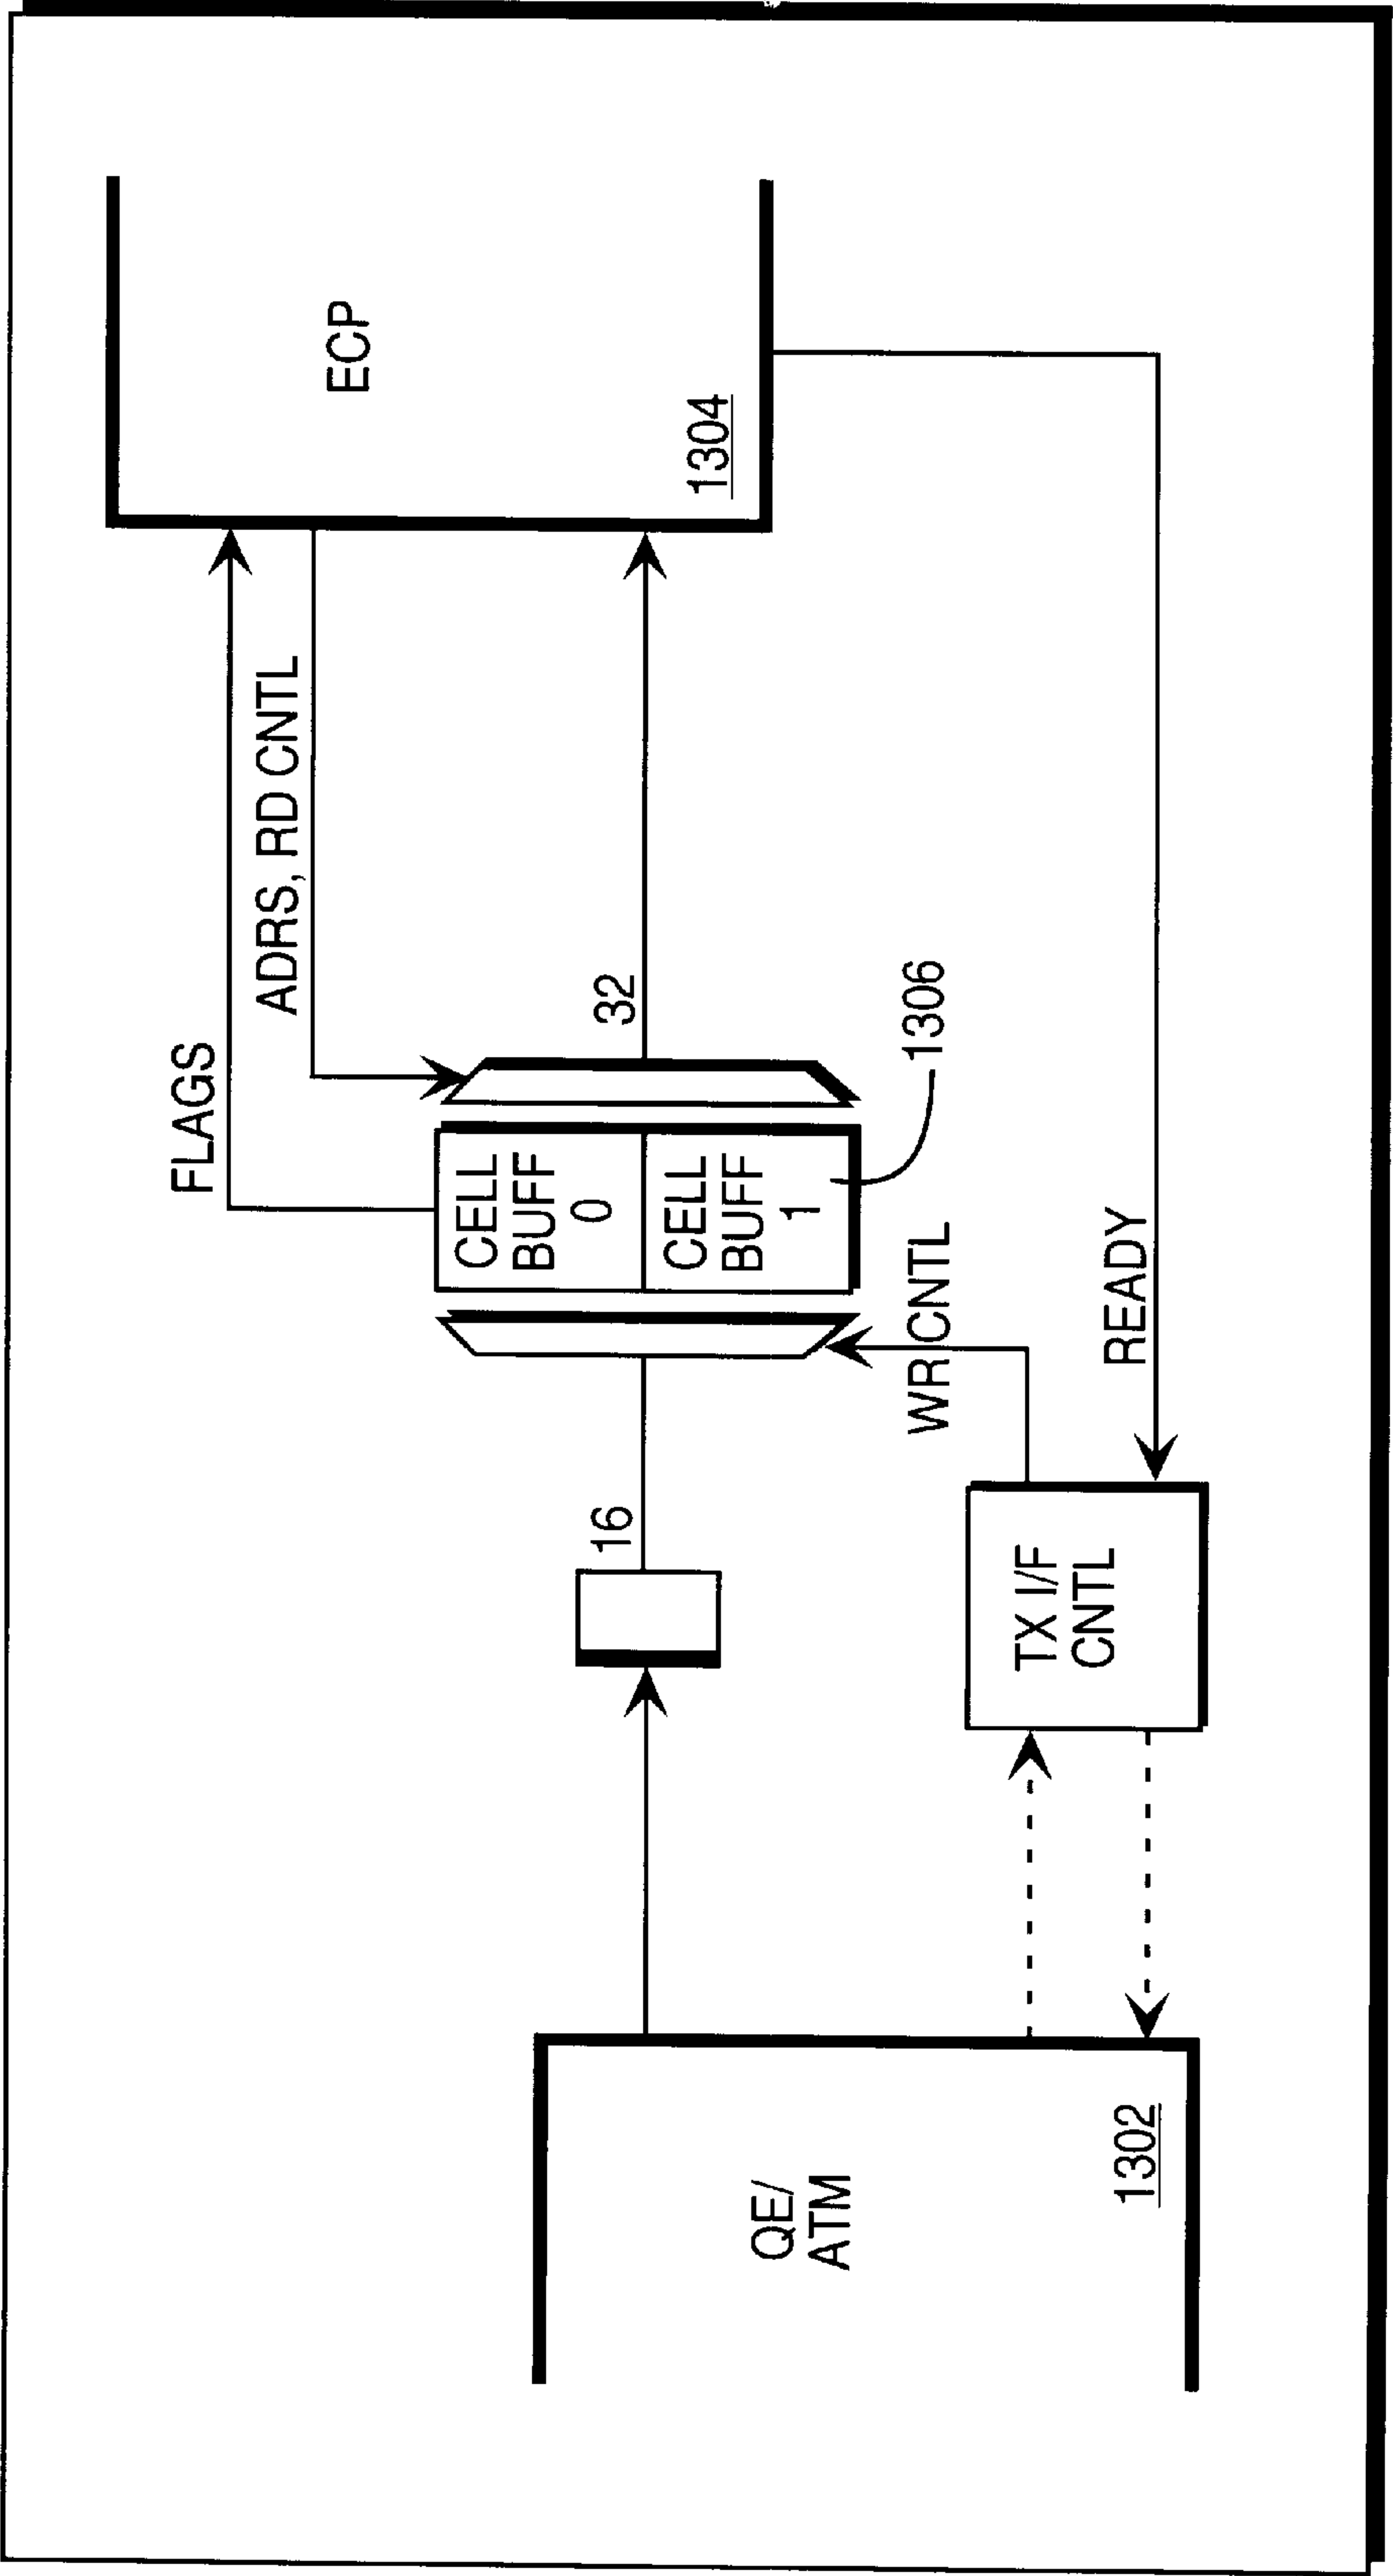 FLAGS
ADRS, RD CNTL
ECP
1304
CELL
BUFF
0
CELL
BUFF
1
32
1306
16
WR CNTL
READY
TX I/F
CNTL
QE/
ATM
1302